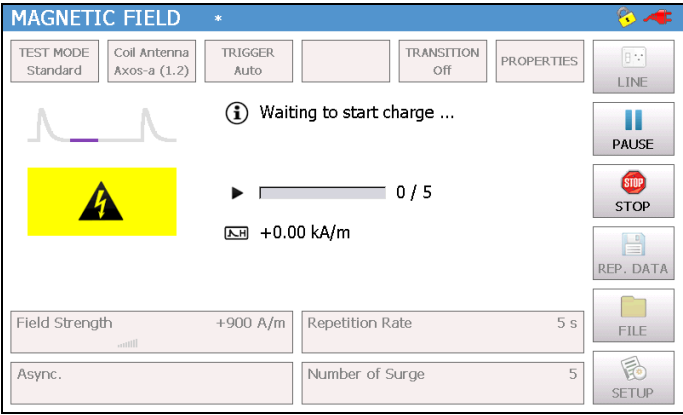 MAGNETIC FIELD *
TEST MODE
Standard
Coil Antenna
Axos-a (1.2)
TRIGGER
Auto
TRANSITION
Off
PROPERTIES
LINE
Waiting to start charge ...
PAUSE
0 / 5
STOP
STOP
H +0.00 kA/m
REP. DATA
Field Strength +900 A/m
Repetition Rate 5 s
FILE
Async.
Number of Surge 5
SETUP